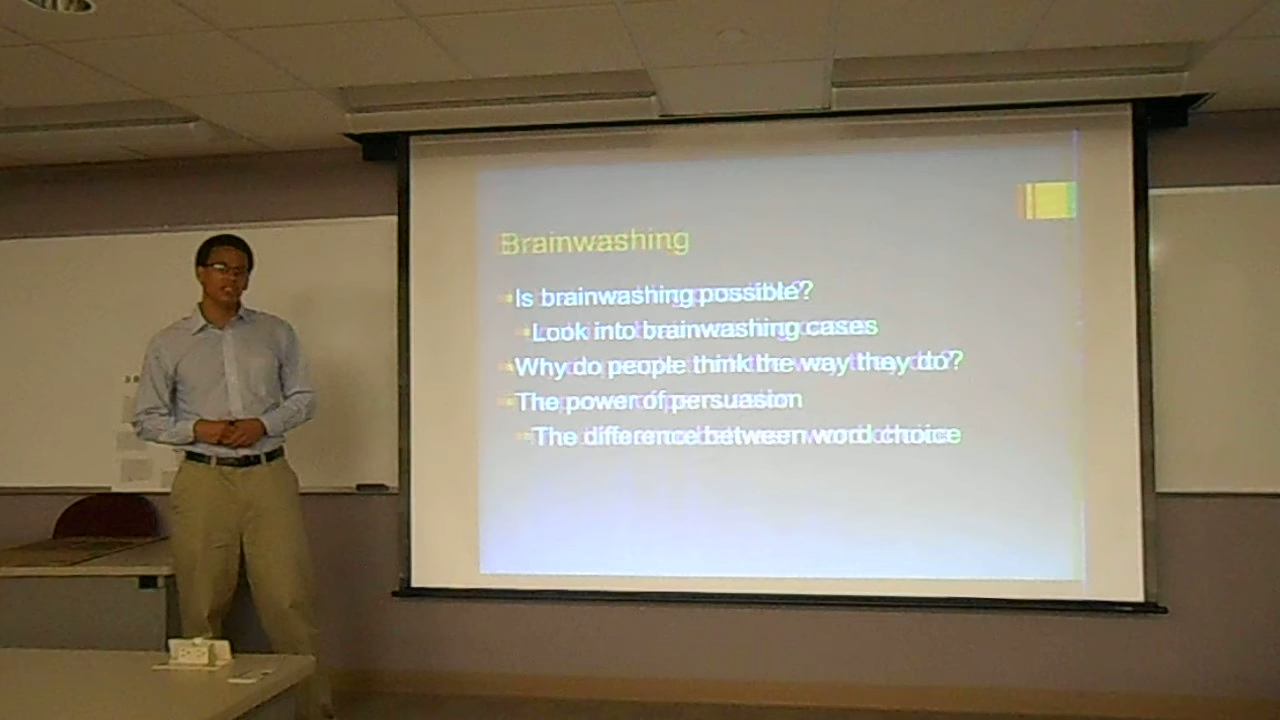 Brainwashing
Is brainwashing possible?
Look into brainwashing cases
Why do people think the way they do?
The power of persuasion
The difference between word choice